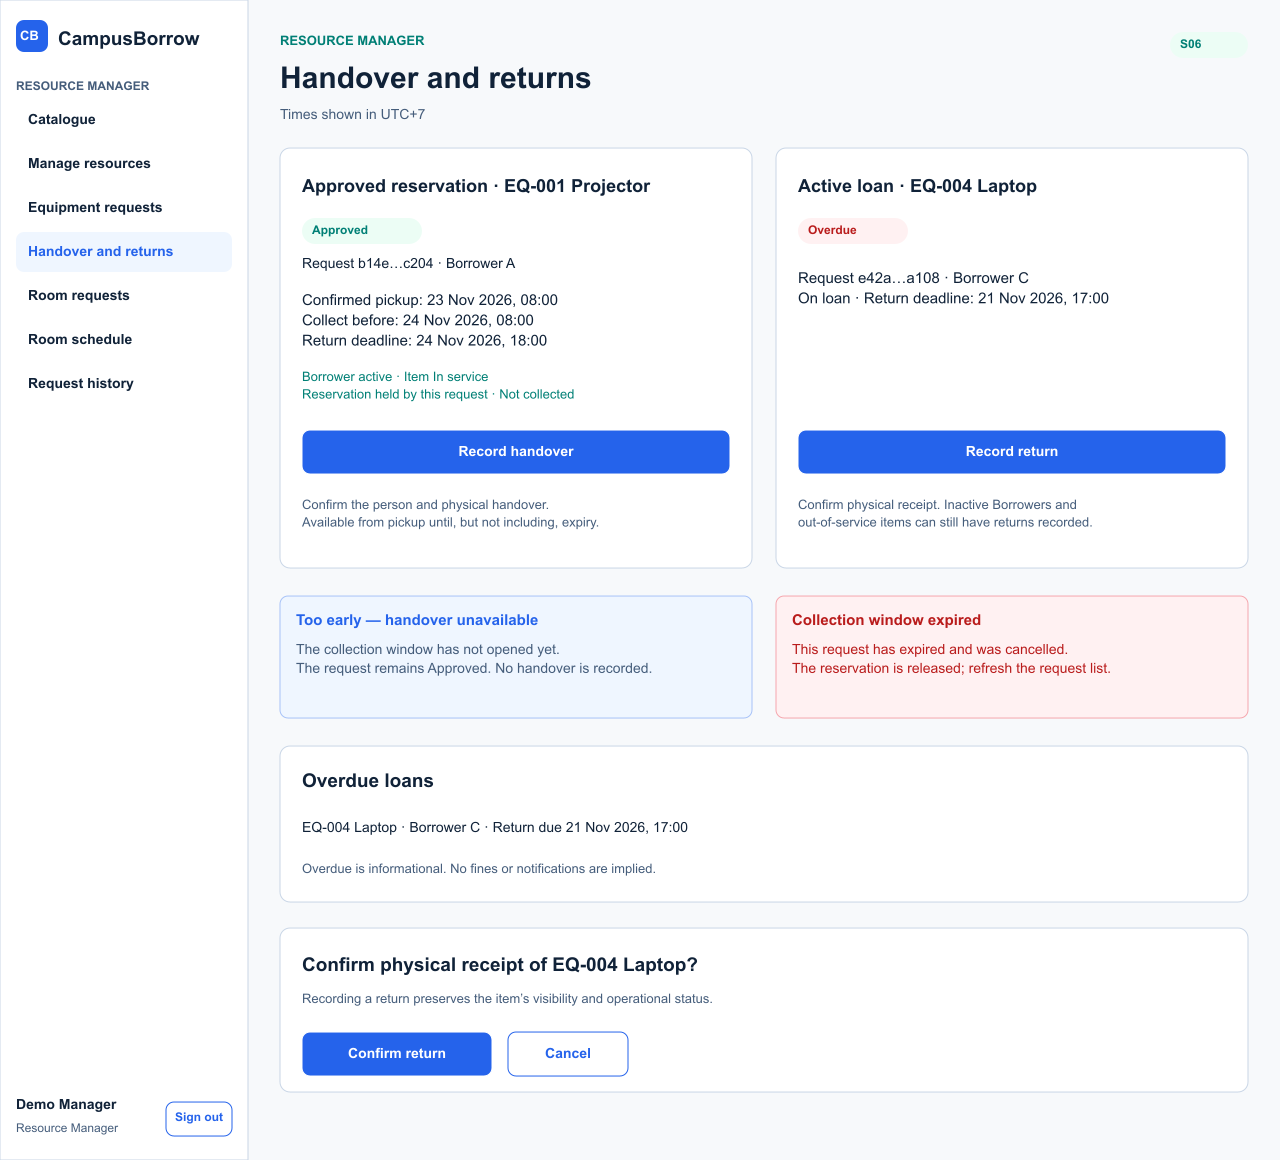 CB
CampusBorrow
RESOURCE MANAGER
Catalogue
Manage resources
Equipment requests
Handover and returns
Room requests
Room schedule
Request history
Demo Manager
Resource Manager
Sign out
RESOURCE MANAGER
S06
Handover and returns
Times shown in UTC+7
Approved reservation · EQ-001 Projector
Approved
Request b14e…c204 · Borrower A
Confirmed pickup: 23 Nov 2026, 08:00
Collect before: 24 Nov 2026, 08:00
Return deadline: 24 Nov 2026, 18:00
Borrower active · Item In service
Reservation held by this request · Not collected
Record handover
Confirm the person and physical handover.
Available from pickup until, but not including, expiry.
Active loan · EQ-004 Laptop
Overdue
Request e42a…a108 · Borrower C
On loan · Return deadline: 21 Nov 2026, 17:00
Record return
Confirm physical receipt. Inactive Borrowers and
out-of-service items can still have returns recorded.
Too early — handover unavailable
The collection window has not opened yet.
The request remains Approved. No handover is recorded.
Collection window expired
This request has expired and was cancelled.
The reservation is released; refresh the request list.
Overdue loans
EQ-004 Laptop · Borrower C · Return due 21 Nov 2026, 17:00
Overdue is informational. No fines or notifications are implied.
Confirm physical receipt of EQ-004 Laptop?
Recording a return preserves the item’s visibility and operational status.
Confirm return
Cancel